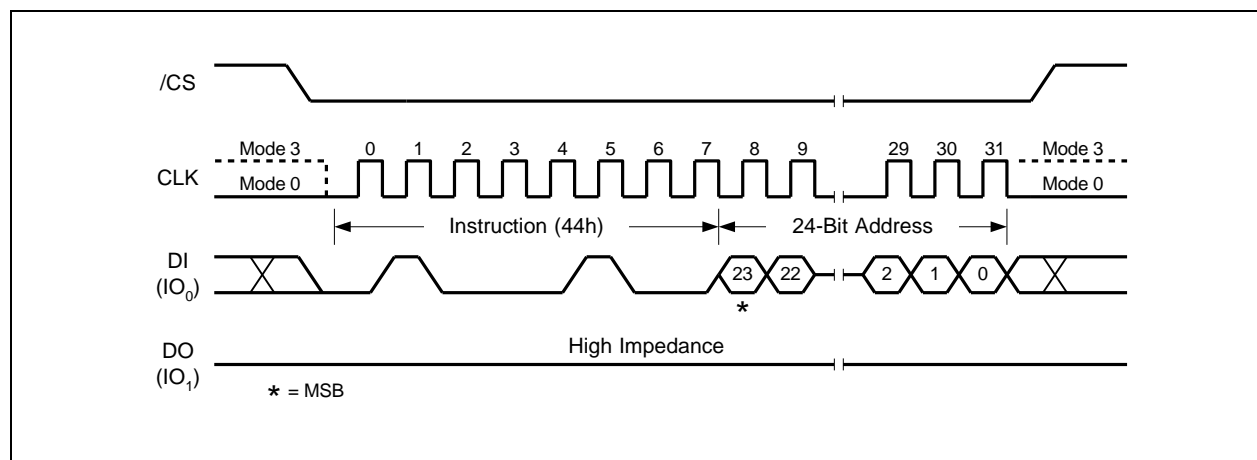 /CS
Mode 3 0 1 2 3 4 5 6 7 8 9 29 30 31 Mode 3
CLK Mode 0 Mode 0
Instruction (44h) 24-Bit Address
DI
(IO0) 23 22 2 1 0
*
High Impedance
DO
(IO1)
* = MSB